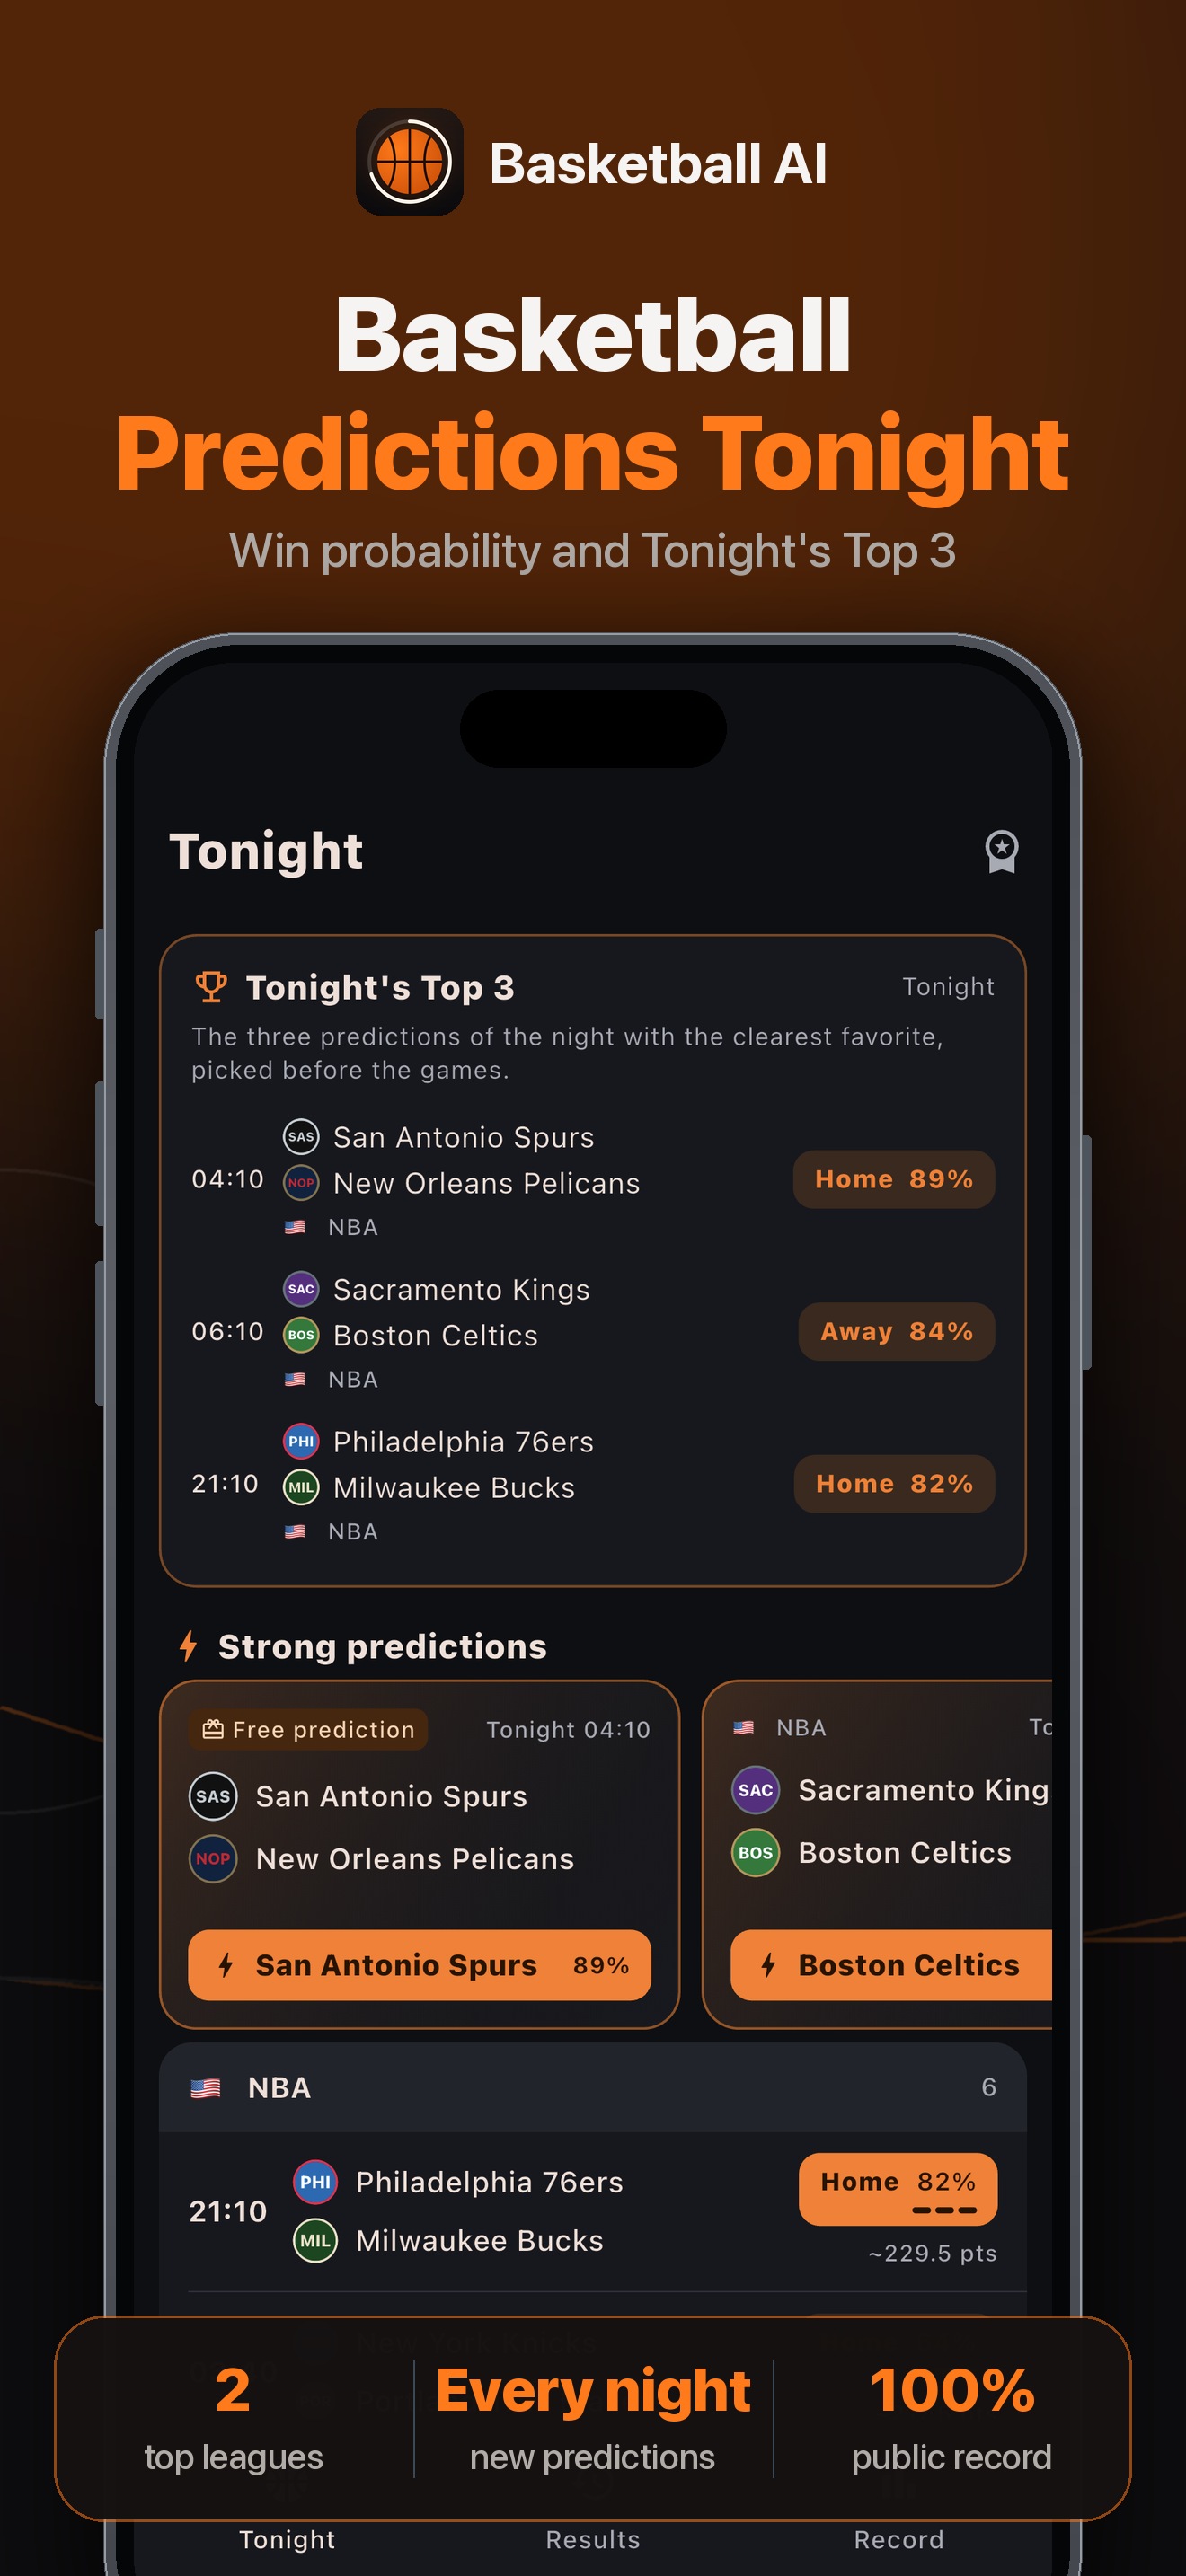 Basketball AI
Basketball
Predictions Tonight
Win probability and Tonight's Top 3
Tonight
Tonight's Top 3
Tonight
The three predictions of the night with the clearest favorite,
picked before the games.
04:10
SAS San Antonio Spurs
NOP New Orleans Pelicans
NBA
Home 89%
06:10
SAC Sacramento Kings
BOS Boston Celtics
NBA
Away 84%
21:10
PHI Philadelphia 76ers
MIL Milwaukee Bucks
NBA
Home 82%
Strong predictions
Free prediction
Tonight 04:10
SAS San Antonio Spurs
NOP New Orleans Pelicans
San Antonio Spurs 89%
NBA
To
SAC Sacramento King
BOS Boston Celtics
Boston Celtics
NBA
6
21:10
PHI Philadelphia 76ers
MIL Milwaukee Bucks
Home 82%
~229.5 pts
New York Knicks
2
top leagues
Every night
new predictions
100%
public record
Tonight
Results
Record